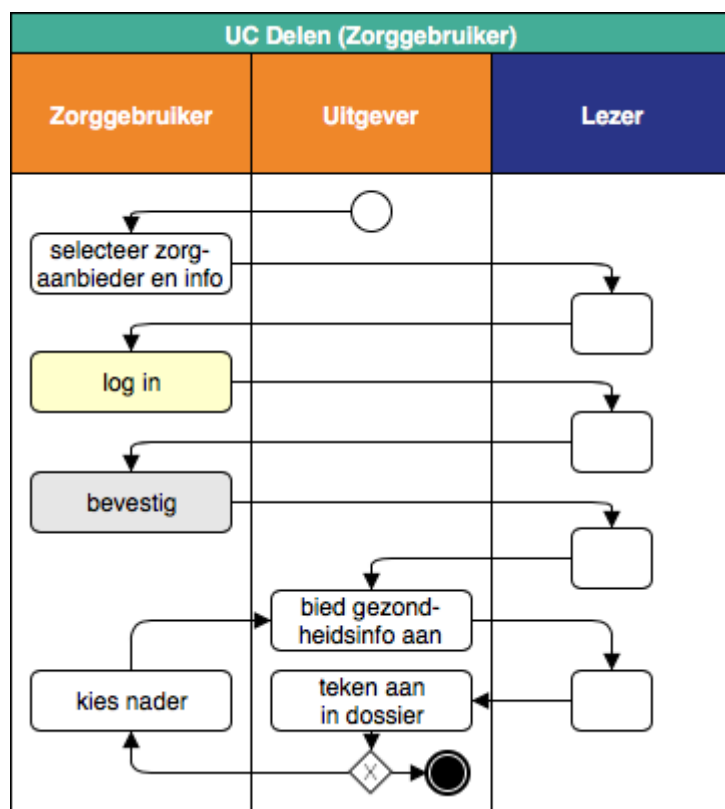 UC Delen (Zorggebruiker)
Zorggebruiker
Uitgever
Lezer
selecteer zorg-
aanbieder en info
log in
bevestig
bied gezond-
heidsinfo aan
kies nader
teken aan
in dossier
X